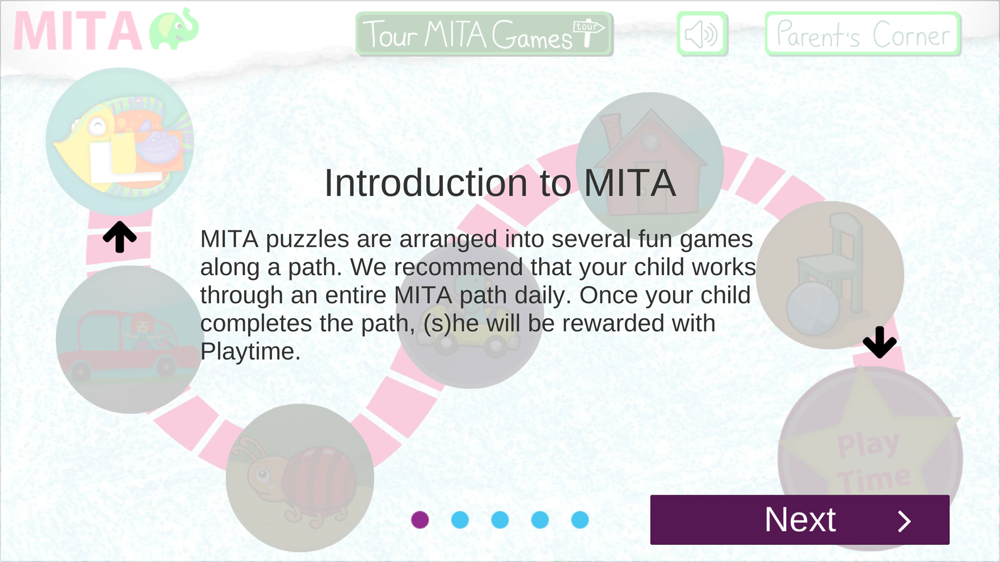 MITA
Tour MITA Games
tour
Parent's Corner
Introduction to MITA
MITA puzzles are arranged into several fun games
along a path. We recommend that your child works
through an entire MITA path daily. Once your child
completes the path, (s)he will be rewarded with
Playtime.
Play
Time
Next